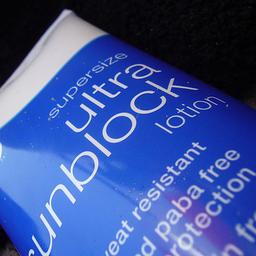 supersize
ultra
sunblock
lotion
sweat resistant
and paba free
protection